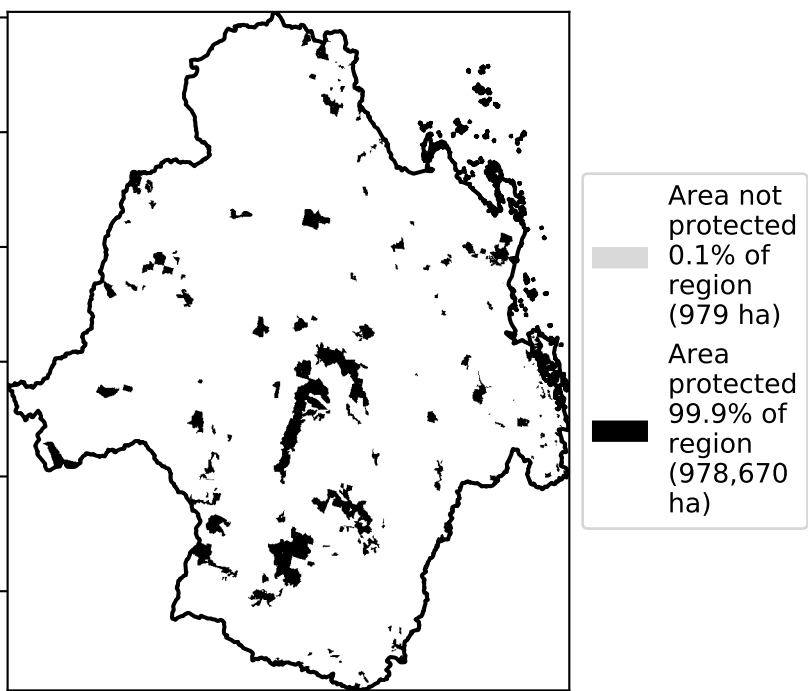 Area not
protected
0.1% of
region
(979 ha)
Area
protected
99.9% of
region
(978,670
ha)